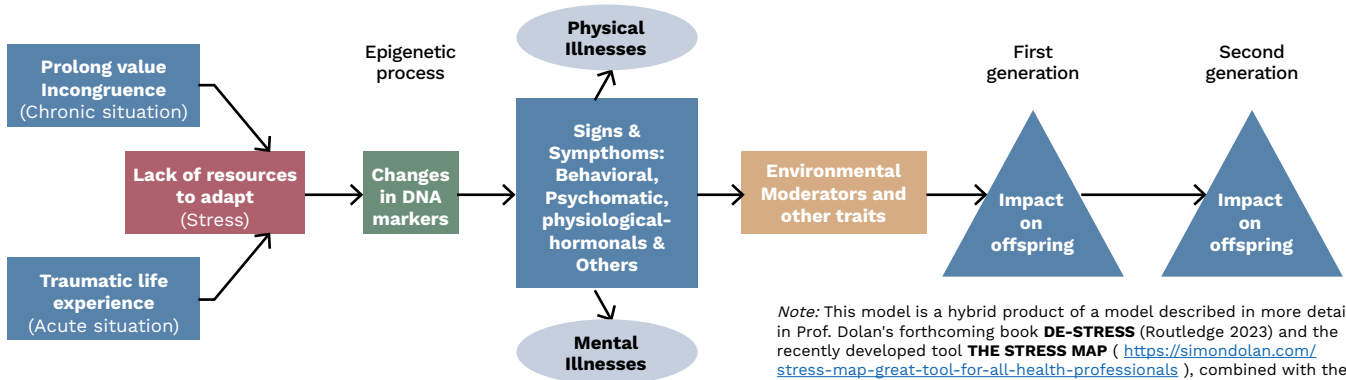 Prolong value
Incongruence
(Chronic situation)
Traumatic life
experience
(Acute situation)
Lack of resources
to adapt
(Stress)
Epigenetic
process
Changes
in DNA
markers
Physical
Illnesses
Signs &
Sympthoms:
Behavioral,
Psychomatic,
physiological-
hormonals &
Others
Mental
Illnesses
Environmental
Moderators and
other traits
First
generation
Impact
on
offspring
Second
generation
Impact
on
offspring
Note: This model is a hybrid product of a model described in more detai
in Prof. Dolan's forthcoming book DE-STRESS (Routledge 2023) and the
recently developed tool THE STRESS MAP ( https://simondolan.com/
stress-map-great-tool-for-all-health-professionals ), combined with the